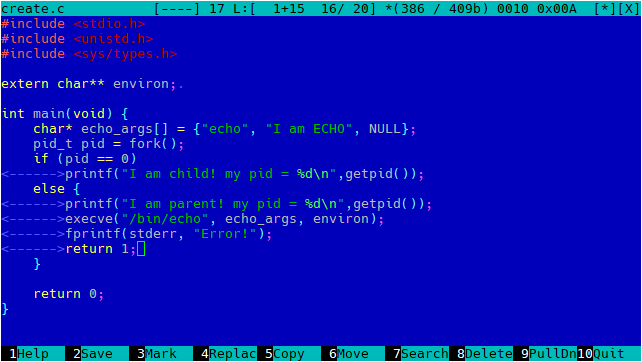 create.c [----] 17 L:[ 1+15 16/ 20] *(386 / 409b) 0010 0x00A [*][X]
#include <stdio.h>
#include <unistd.h>
#include <sys/types.h>
extern char** environ;.
int main(void) {
    char* echo_args[] = {"echo", "I am ECHO", NULL};
    pid_t pid = fork();
    if (pid == 0)
<------>printf("I am child! my pid = %d\n",getpid());
    else {
<------>printf("I am parent! my pid = %d\n",getpid());
<------>execve("/bin/echo", echo_args, environ);
<------>fprintf(stderr, "Error!");
<------>return 1;
    }
    return 0;
}
1Help 2Save 3Mark 4Replac 5Copy 6Move 7Search 8Delete 9PullDn 10Quit